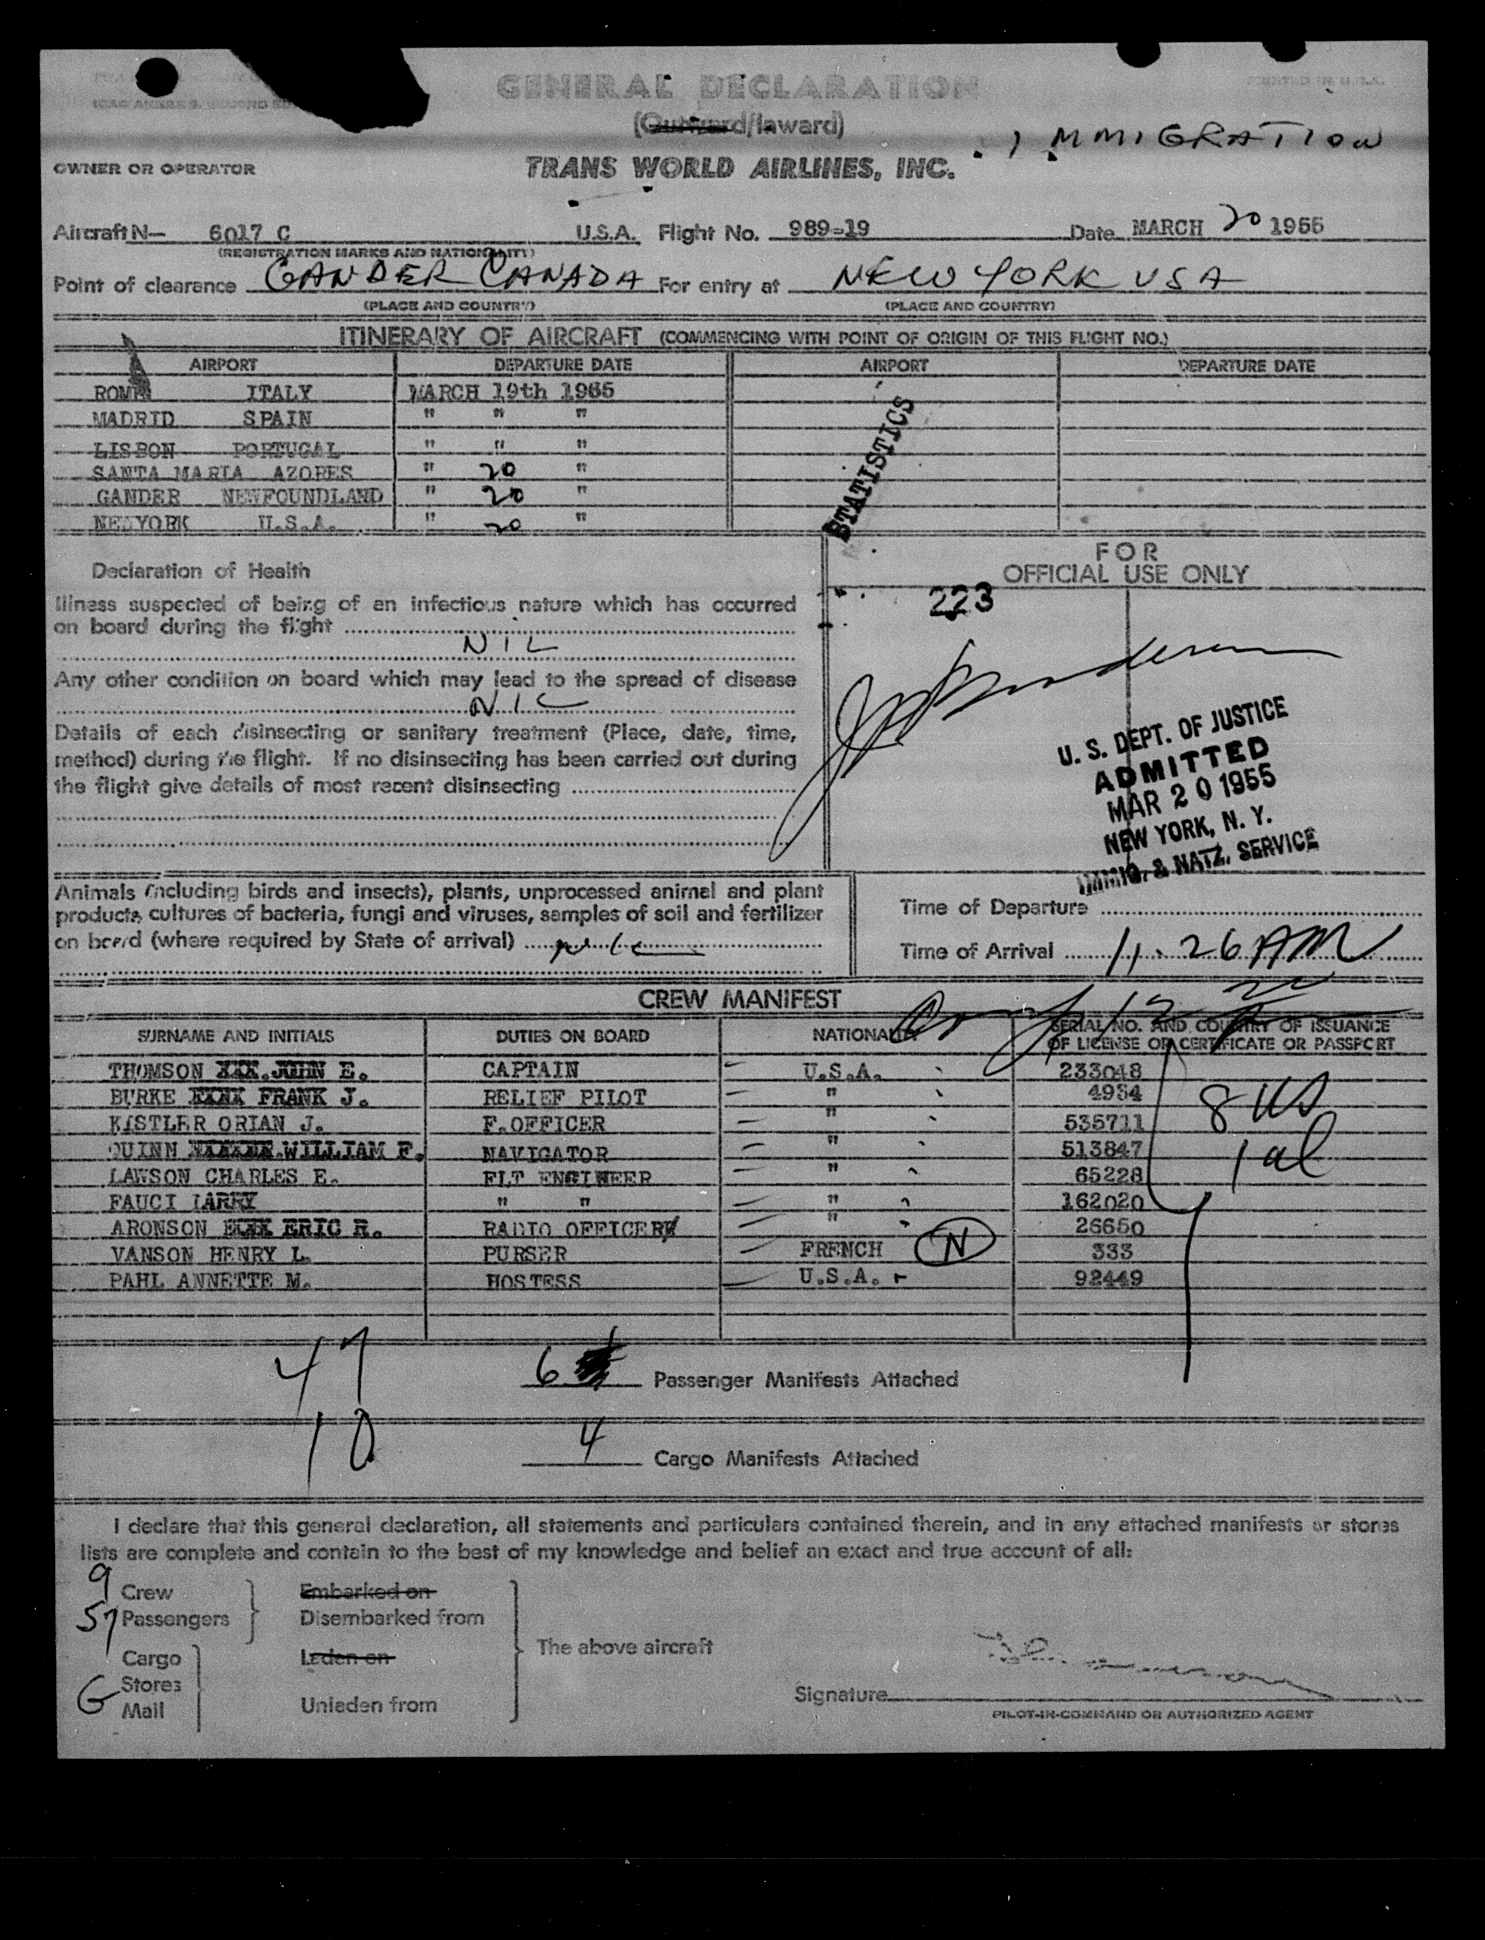 GENERAL DECLARATION
(Outward/Inward)
IMMIGRATION
OWNER OR OPERATOR TRANS WORLD AIRLINES, INC.
Aircraft N— 6017 C U.S.A. Flight No. 989-19 Date MARCH 20 1955
(REGISTRATION MARKS AND NATIONALITY)
Point of clearance GANDER CANADA For entry at NEW YORK USA
(PLACE AND COUNTRY) (PLACE AND COUNTRY)
ITINERARY OF AIRCRAFT (COMMENCING WITH POINT OF ORIGIN OF THIS FLIGHT NO.)
AIRPORT DEPARTURE DATE AIRPORT DEPARTURE DATE
ROME ITALY MARCH 19th 1955
MADRID SPAIN " " "
LISBON PORTUGAL " " "
SANTA MARIA AZORES " 20 "
GANDER NEWFOUNDLAND " 20 "
NEWYORK U.S.A. " 20 "
STATISTICS
Declaration of Health
Illness suspected of being of an infectious nature which has occurred
on board during the flight
NIL
Any other condition on board which may lead to the spread of disease
NIL
Details of each disinsecting or sanitary treatment (Place, date, time,
method) during the flight. If no disinsecting has been carried out during
the flight give details of most recent disinsecting
FOR
OFFICIAL USE ONLY
223
U. S. DEPT. OF JUSTICE
ADMITTED
MAR 20 1955
NEW YORK, N. Y.
IMMIG. & NATZ. SERVICE
Animals (including birds and insects), plants, unprocessed animal and plant
products cultures of bacteria, fungi and viruses, samples of soil and fertilizer
on board (where required by State of arrival)
Time of Departure
Time of Arrival 11.26 AM
CREW MANIFEST
SURNAME AND INITIALS DUTIES ON BOARD NATIONALITY SERIAL NO. AND COUNTRY OF ISSUANCE
OF LICENSE OR CERTIFICATE OR PASSPORT
THOMSON XXX.JOHN E. CAPTAIN U.S.A. 233048
BURKE XXXX FRANK J. RELIEF PILOT " 4934
KISTLER ORIAN J. F.OFFICER " 535711
QUINN WILLIAM F. NAVIGATOR " 513847
LAWSON CHARLES E. FLT ENGINEER " 65228
FAUCI LARRY " " " 162020
ARONSON ERIC R. RADIO OFFICER " 26650
VANSON HENRY L. PURSER FRENCH N 333
PAHL ANNETTE M. HOSTESS U.S.A. 92449
8 US
1 al
47
6 Passenger Manifests Attached
10
4 Cargo Manifests Attached
I declare that this general declaration, all statements and particulars contained therein, and in any attached manifests or stores
lists are complete and contain to the best of my knowledge and belief an exact and true account of all:
9 Crew Embarked on
57 Passengers Disembarked from
The above aircraft
Cargo Laden on
Stores
G Mail Unladen from
Signature
PILOT-IN-COMMAND OR AUTHORIZED AGENT